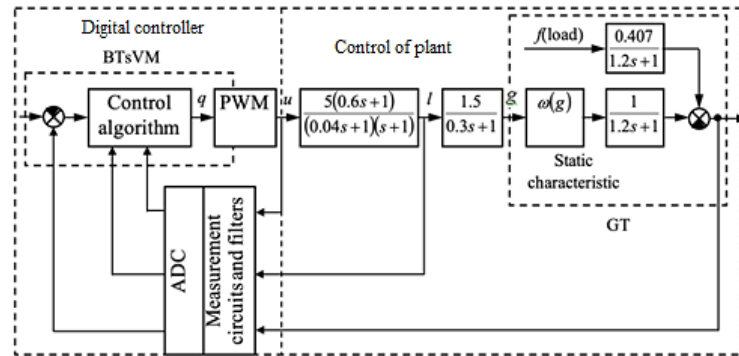 Digital controller
Control of plant
BTsVM
f(load)
0.407
1.2s+1
Control
algorithm
q
PWM
u
5(0.6s+1)
(0.04s+1)(s+1)
l
1.5
0.3s+1
g
ω(g)
1
1.2s+1
Static
characteristic
GT
ADC
Measurement
circuits and filters